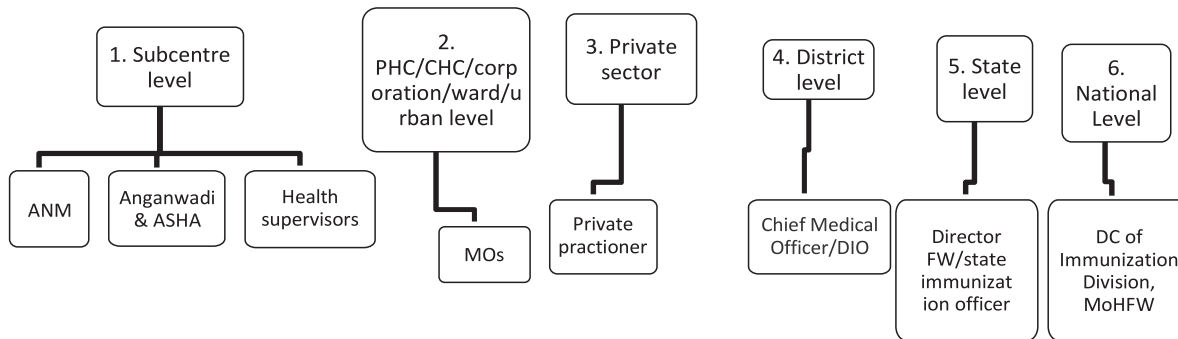 1. Subcentre
level
ANM
Anganwadi
& ASHA
Health
supervisors
2.
PHC/CHC/corp
oration/ward/u
rban level
MOs
3. Private
sector
Private
practioner
4. District
level
Chief Medical
Officer/DIO
5. State
level
Director
FW/state
immunizat
ion officer
6.
National
Level
DC of
Immunization
Division,
MoHFW